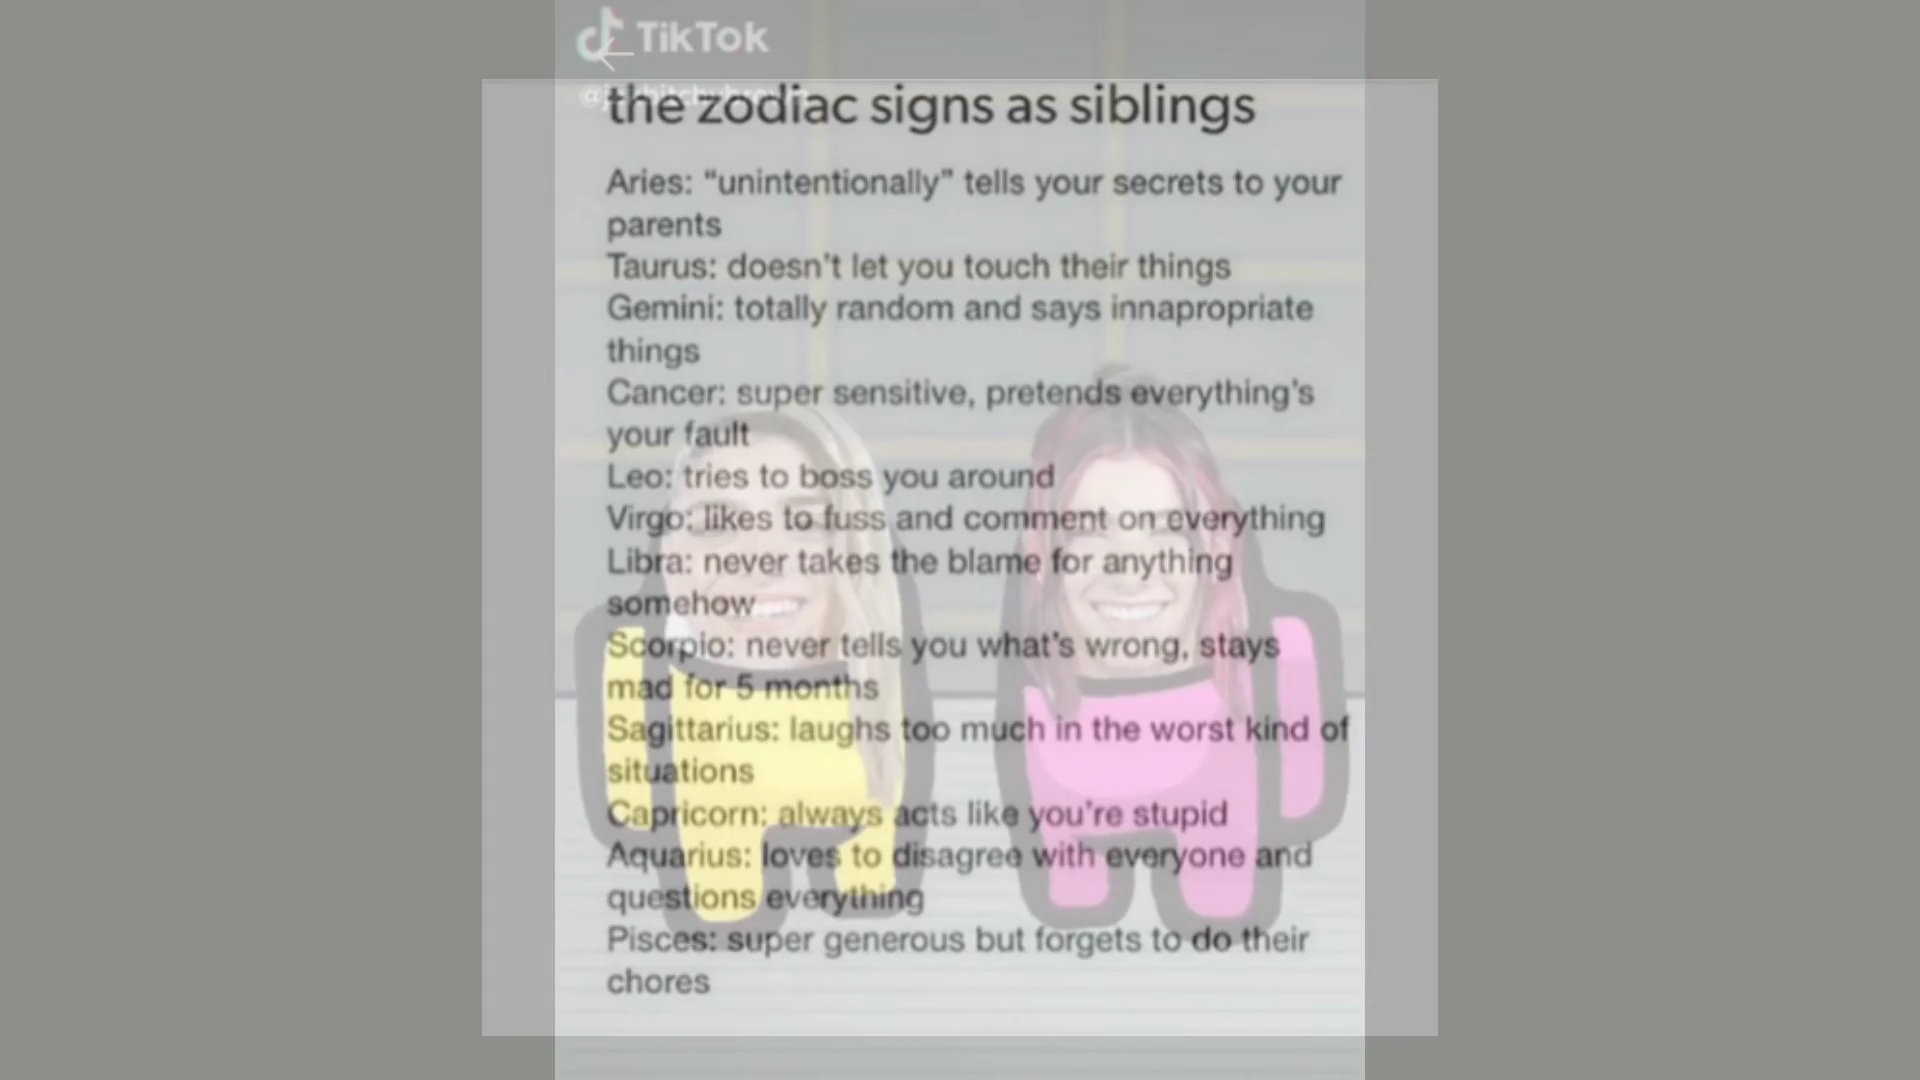 TikTok
the zodiac signs as siblings
Aries: “unintentionally” tells your secrets to your
parents
Taurus: doesn’t let you touch their things
Gemini: totally random and says innapropriate
things
Cancer: super sensitive, pretends everything’s
your fault
Leo: tries to boss you around
Virgo: likes to fuss and comment on everything
Libra: never takes the blame for anything
somehow
Scorpio: never tells you what’s wrong, stays
mad for 5 months
Sagittarius: laughs too much in the worst kind of
situations
Capricorn: always acts like you’re stupid
Aquarius: loves to disagree with everyone and
questions everything
Pisces: super generous but forgets to do their
chores